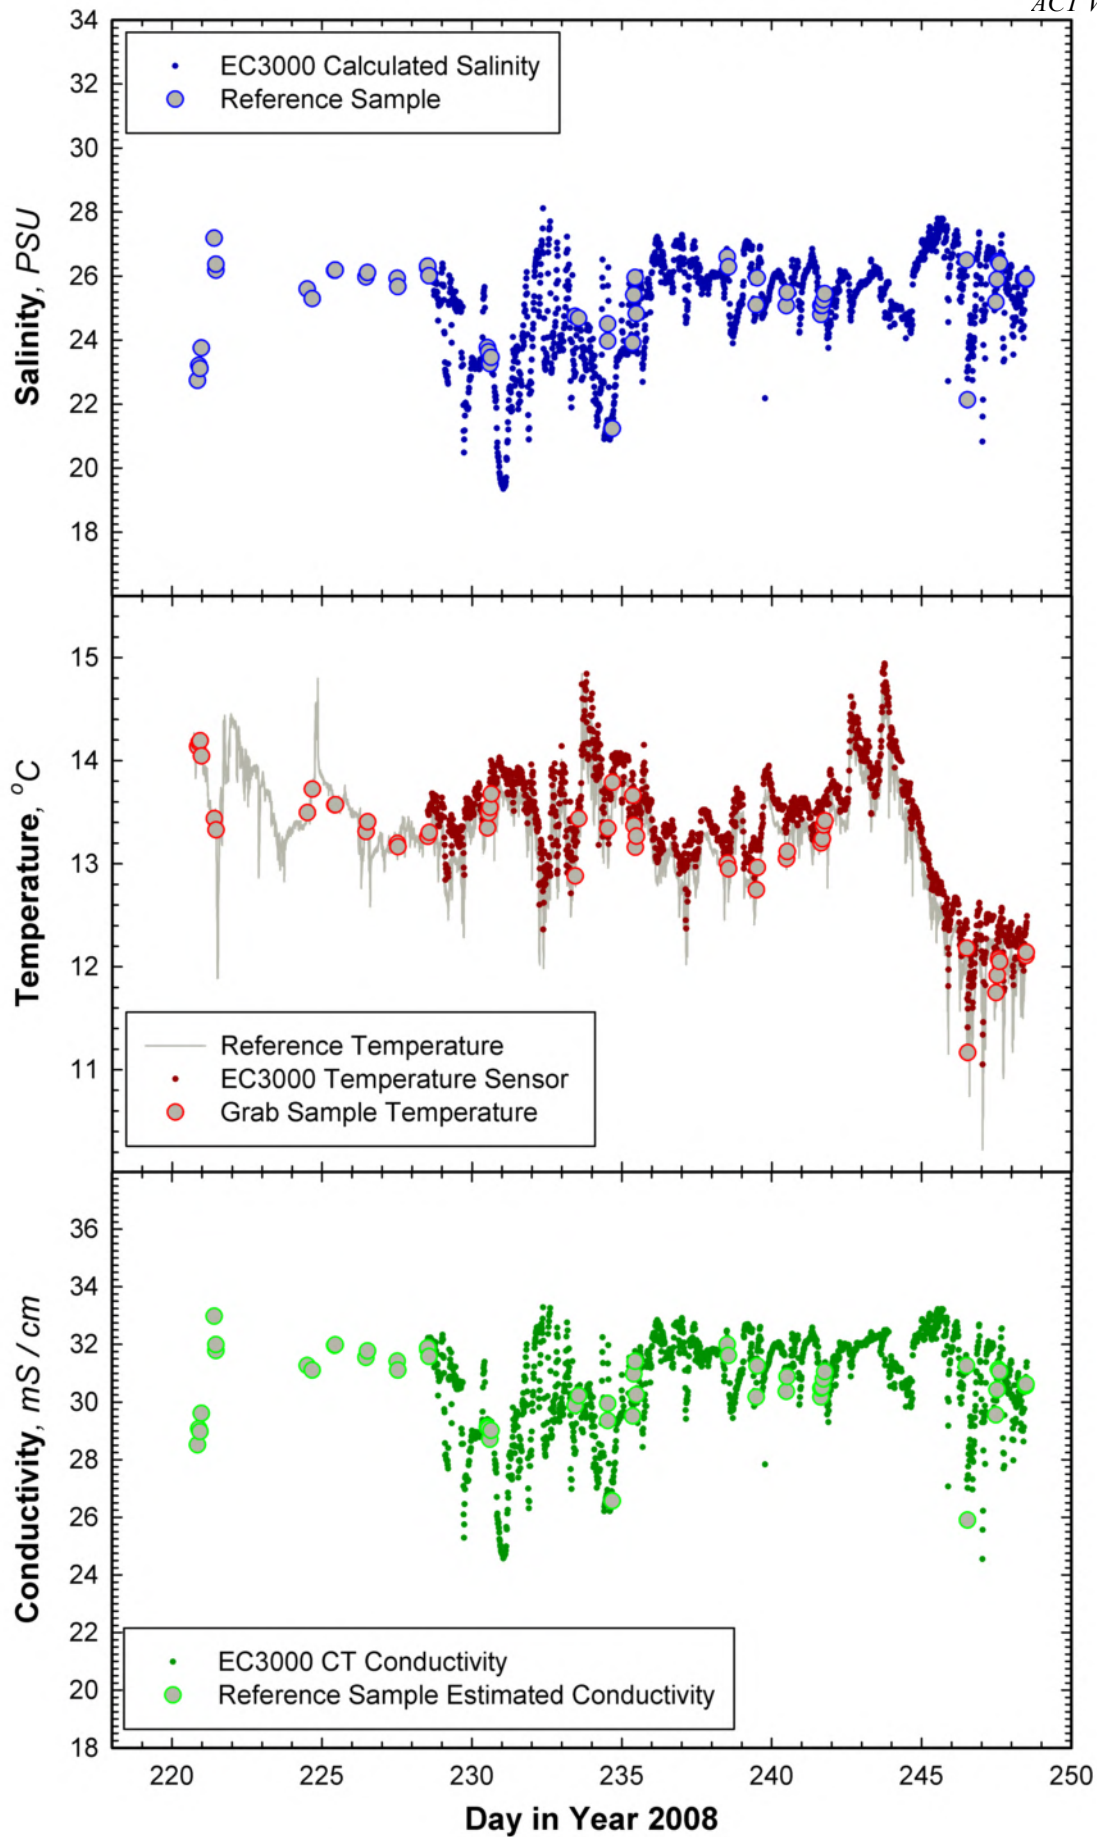 ACT V
34
32
30
28
26
24
22
20
18
Salinity, PSU
EC3000 Calculated Salinity
Reference Sample
15
14
13
12
11
Temperature, °C
Reference Temperature
EC3000 Temperature Sensor
Grab Sample Temperature
36
34
32
30
28
26
24
22
20
18
Conductivity, mS / cm
EC3000 CT Conductivity
Reference Sample Estimated Conductivity
220 225 230 235 240 245 250
Day in Year 2008